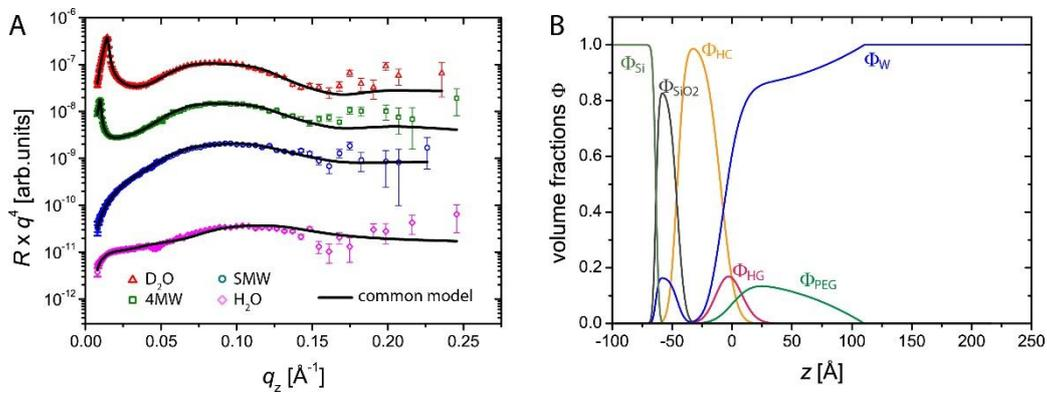 A
R x q⁴ [arb.units]
10⁻⁶
10⁻⁷
10⁻⁸
10⁻⁹
10⁻¹⁰
10⁻¹¹
10⁻¹²
D₂O
SMW
4MW
H₂O
common model
0.00 0.05 0.10 0.15 0.20 0.25
q_z [Å⁻¹]
B
volume fractions Φ
1.0
0.8
0.6
0.4
0.2
0.0
Φ_Si
Φ_SiO2
Φ_HC
Φ_W
Φ_HG
Φ_PEG
-100 -50 0 50 100 150 200 250
z [Å]